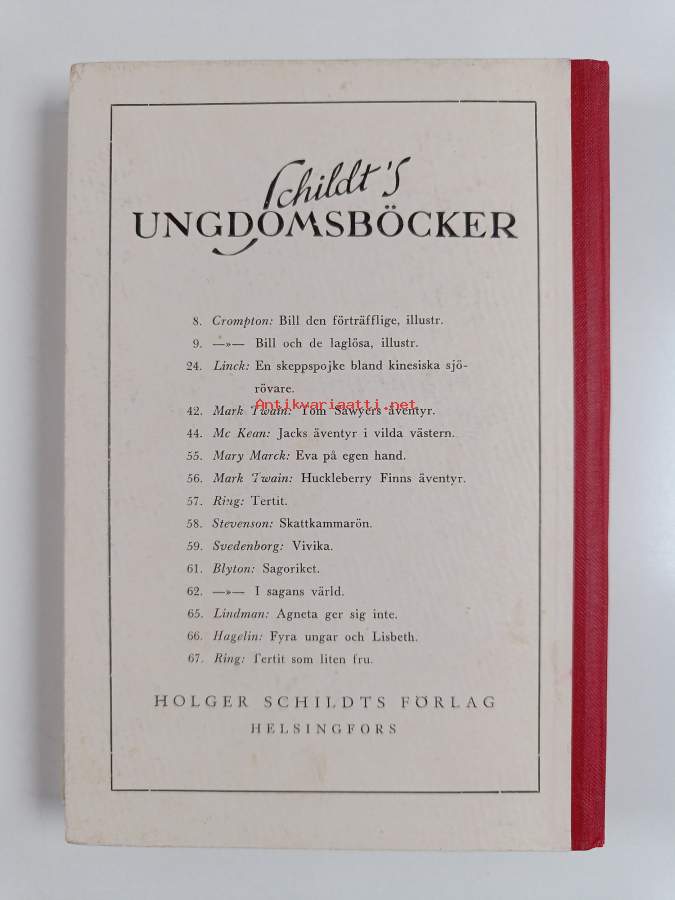 Schildt's
UNGDOMSBÖCKER
8. Crompton: Bill den förträfflige, illustr.
9. —»— Bill och de laglösa, illustr.
24. Linck: En skeppspojke bland kinesiska sjö-
rövare.
Antikvariaatti.net
42. Mark Twain: Tom Sawyers äventyr.
44. Mc Kean: Jacks äventyr i vilda västern.
55. Mary Marck: Eva på egen hand.
56. Mark Twain: Huckleberry Finns äventyr.
57. Ring: Tertit.
58. Stevenson: Skattkammarön.
59. Svedenborg: Vivika.
61. Blyton: Sagoriket.
62. —»— I sagans värld.
65. Lindman: Agneta ger sig inte.
66. Hagelin: Fyra ungar och Lisbeth.
67. Ring: Tertit som liten fru.
HOLGER SCHILDTS FÖRLAG
HELSINGFORS